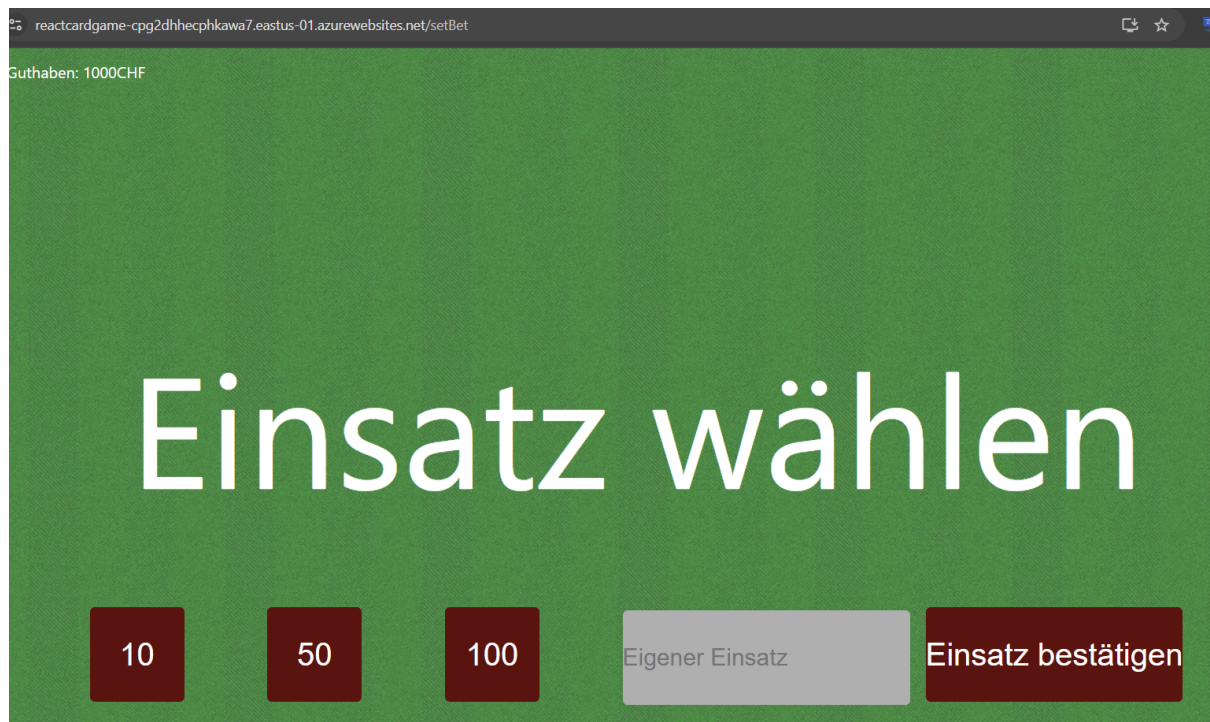 reactcardgame-cpg2dhhecphkawa7.eastus-01.azurewebsites.net/setBet
Guthaben: 1000CHF
Einsatz wählen
10 50 100 Eigener Einsatz Einsatz bestätigen